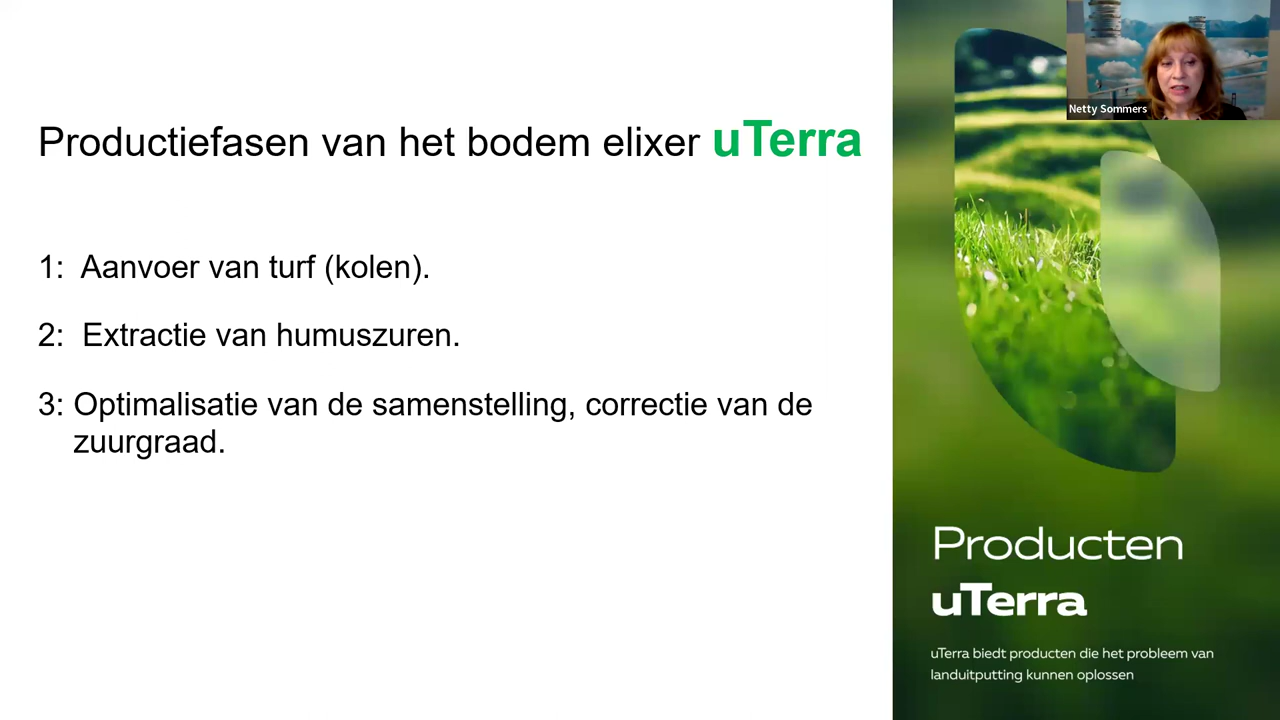 Netty Sommers
Productiefasen van het bodem elixer uTerra
1: Aanvoer van turf (kolen).
2: Extractie van humuszuren.
3: Optimalisatie van de samenstelling, correctie van de
zuurgraad.
Producten
uTerra
uTerra biedt producten die het probleem van
landuitputting kunnen oplossen